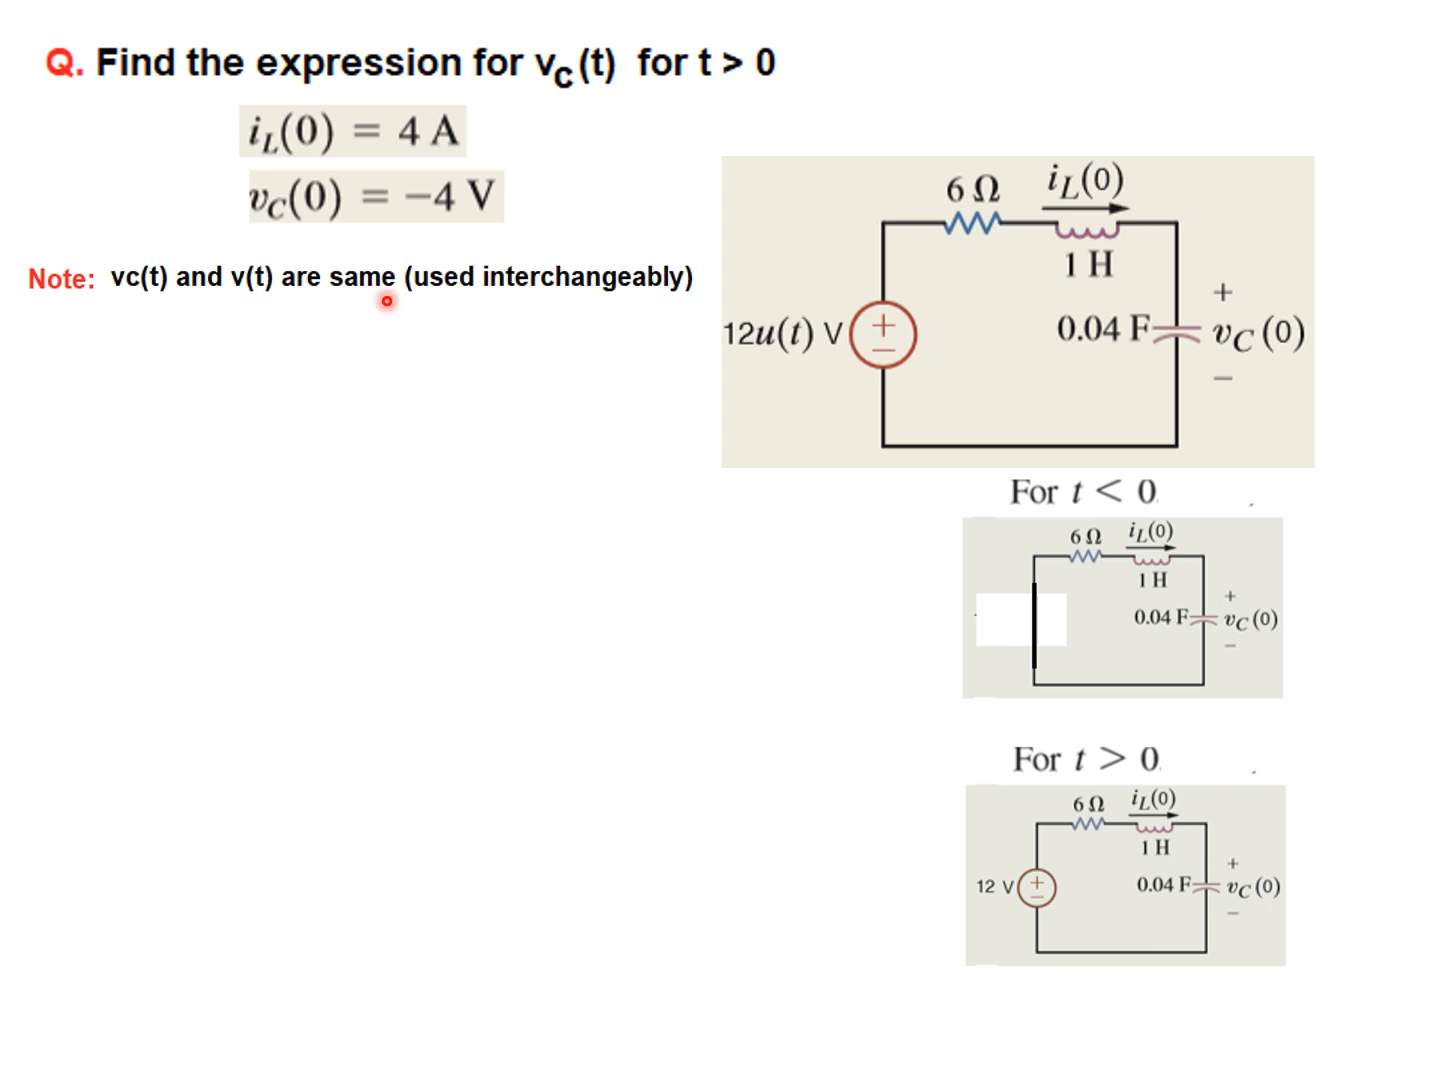 Q. Find the expression for vC(t) for t > 0
iL(0) = 4 A
vC(0) = −4 V
Note: vc(t) and v(t) are same (used interchangeably)
6 Ω iL(0)
1 H
+
12u(t) V + − 0.04 F vC(0)
−
For t < 0
6 Ω iL(0)
1 H
+
0.04 F vC(0)
−
For t > 0
6 Ω iL(0)
1 H
+
12 V + − 0.04 F vC(0)
−